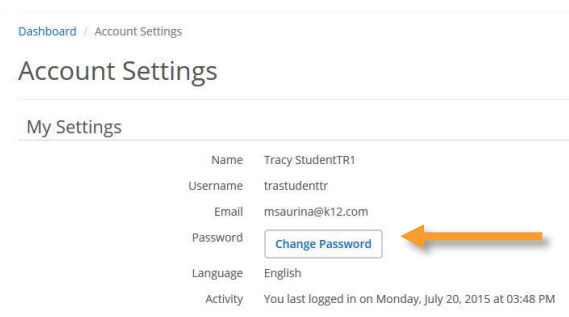 Dashboard / Account Settings
Account Settings
My Settings
Name Tracy StudentTR1
Username trastudenttr
Email msaurina@k12.com
Password Change Password
Language English
Activity You last logged in on Monday, July 20, 2015 at 03:48 PM